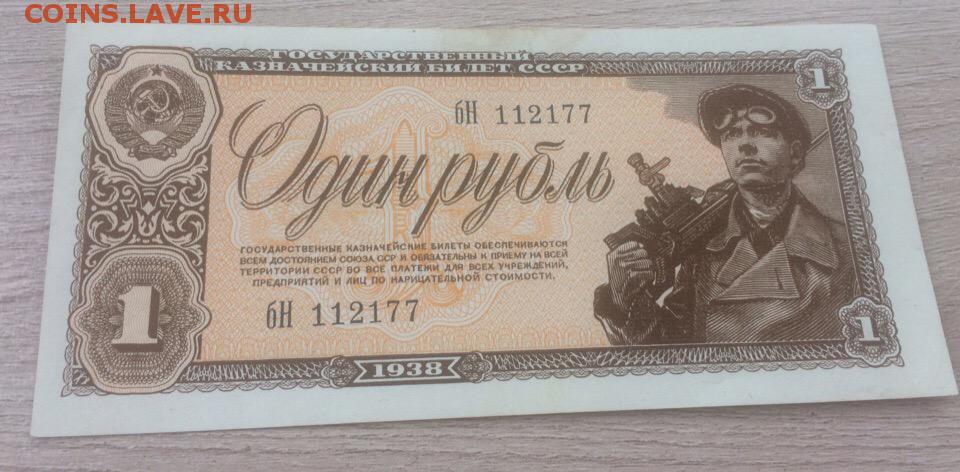 COINS.LAVE.RU
ГОСУДАРСТВЕННЫЙ
КАЗНАЧЕЙСКИЙ БИЛЕТ СССР
1
бН 112177
Один рубль
ГОСУДАРСТВЕННЫЕ КАЗНАЧЕЙСКИЕ БИЛЕТЫ ОБЕСПЕЧИВАЮТСЯ
ВСЕМ ДОСТОЯНИЕМ СОЮЗА ССР И ОБЯЗАТЕЛЬНЫ К ПРИЕМУ НА ВСЕЙ
ТЕРРИТОРИИ СССР ВО ВСЕ ПЛАТЕЖИ ДЛЯ ВСЕХ УЧРЕЖДЕНИЙ,
ПРЕДПРИЯТИЙ И ЛИЦ ПО НАРИЦАТЕЛЬНОЙ СТОИМОСТИ.
бН 112177
1
1
1938